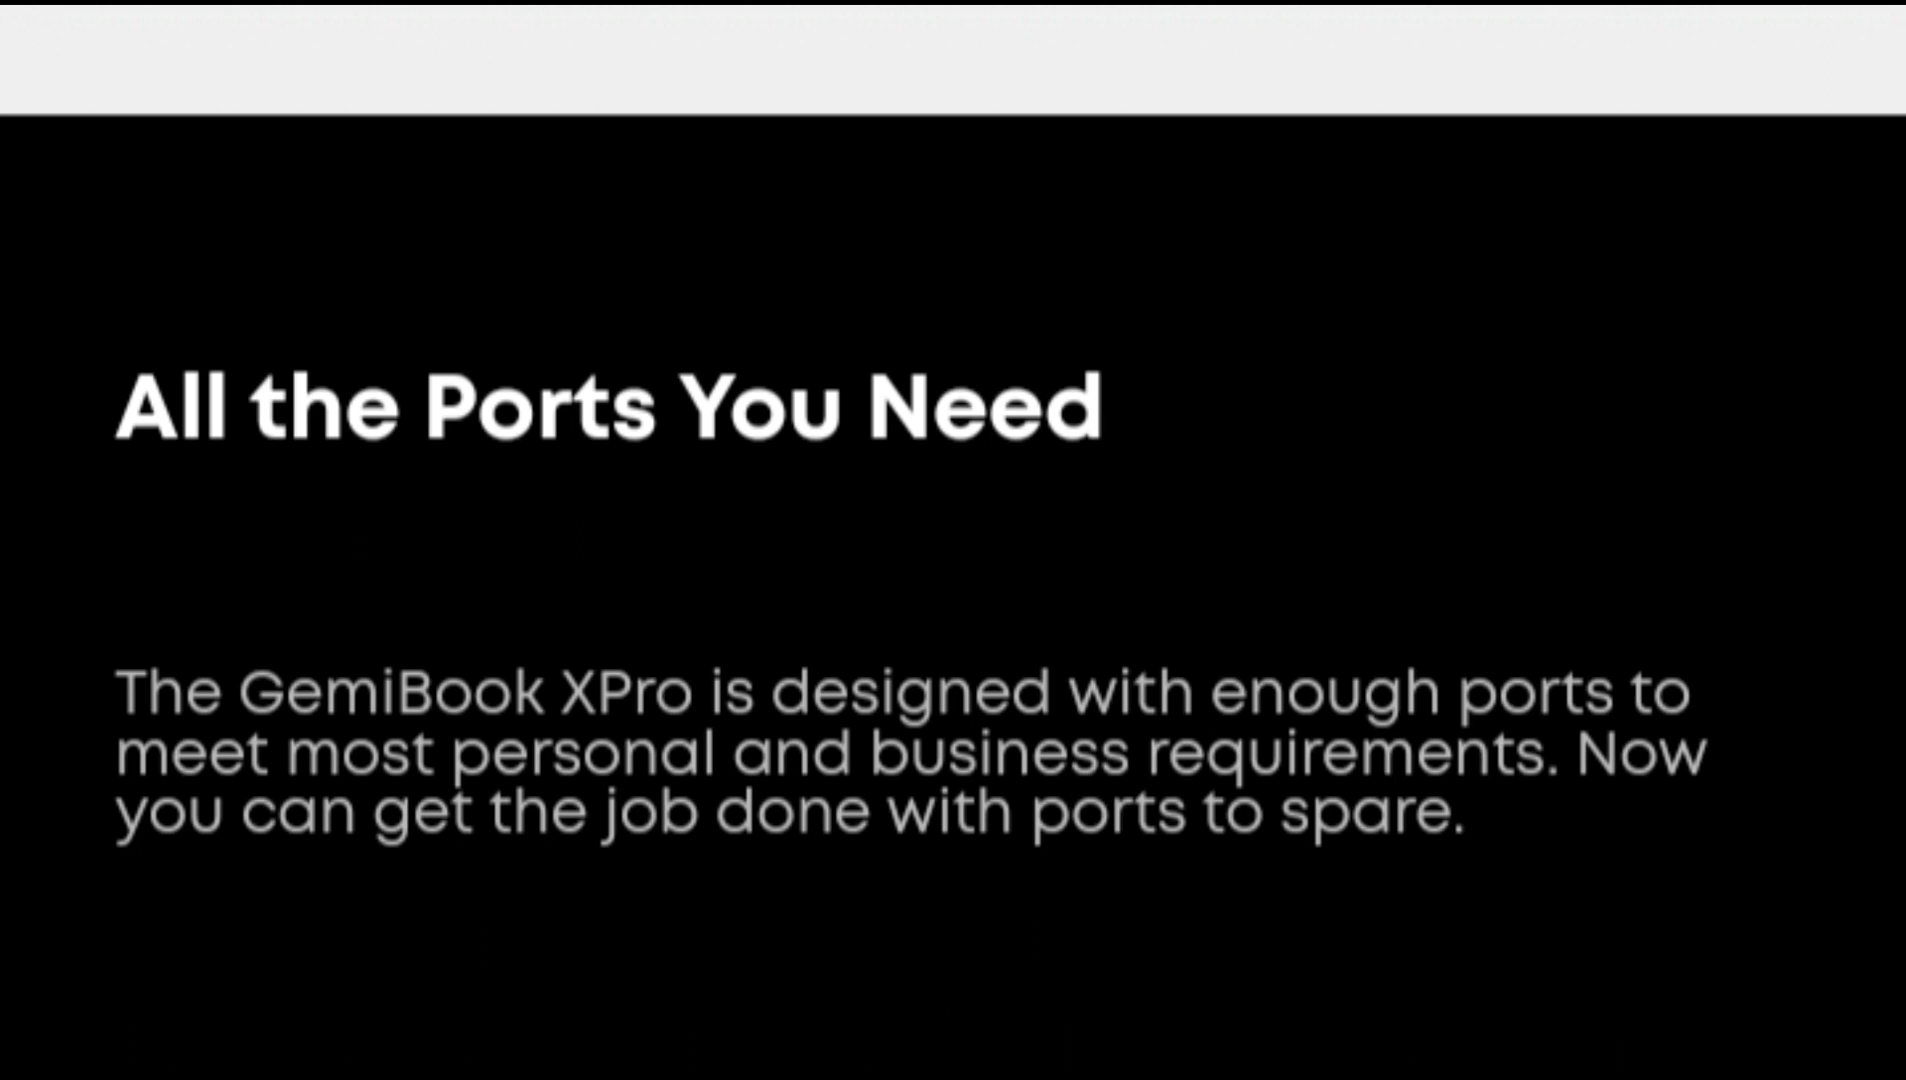 All the Ports You Need
The GemiBook XPro is designed with enough ports to
meet most personal and business requirements. Now
you can get the job done with ports to spare.